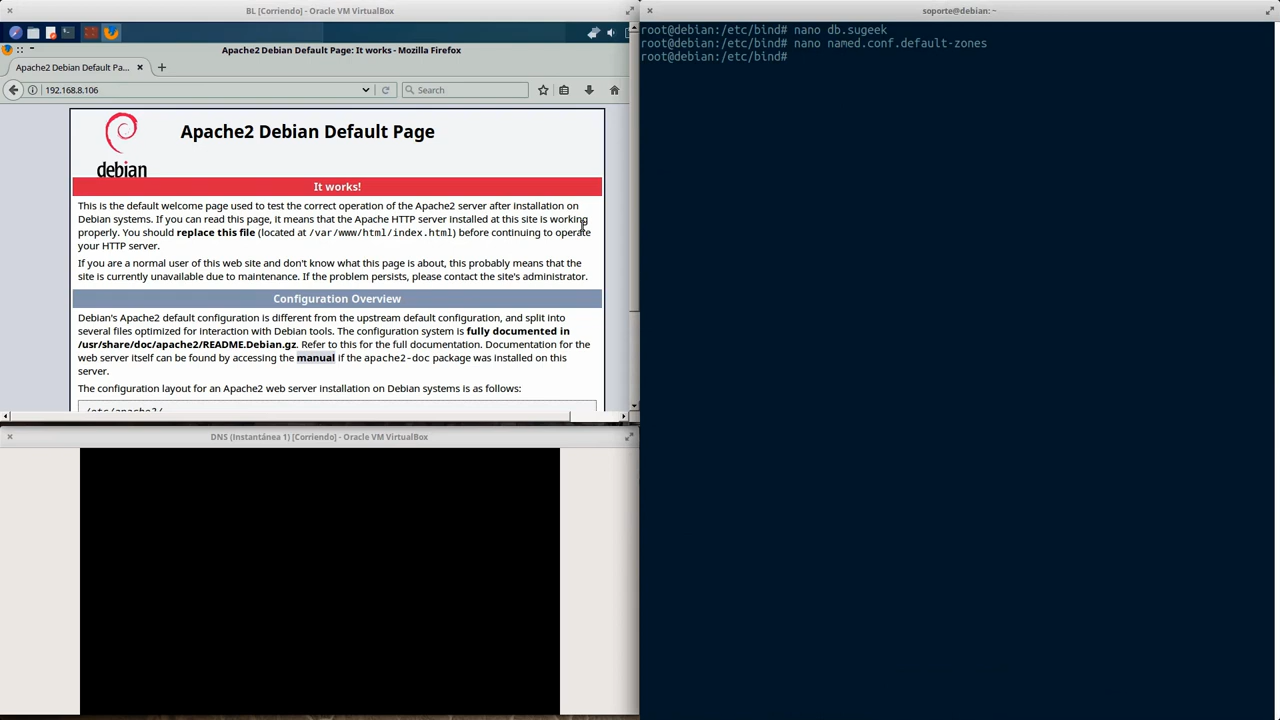 BL [Corriendo] - Oracle VM VirtualBox
Apache2 Debian Default Page: It works - Mozilla Firefox
Apache2 Debian Default Pa...
192.168.8.106
Search
debian
Apache2 Debian Default Page
It works!
This is the default welcome page used to test the correct operation of the Apache2 server after installation on
Debian systems. If you can read this page, it means that the Apache HTTP server installed at this site is working
properly. You should replace this file (located at /var/www/html/index.html) before continuing to operate
your HTTP server.
If you are a normal user of this web site and don't know what this page is about, this probably means that the
site is currently unavailable due to maintenance. If the problem persists, please contact the site's administrator.
Configuration Overview
Debian's Apache2 default configuration is different from the upstream default configuration, and split into
several files optimized for interaction with Debian tools. The configuration system is fully documented in
/usr/share/doc/apache2/README.Debian.gz. Refer to this for the full documentation. Documentation for the
web server itself can be found by accessing the manual if the apache2-doc package was installed on this
server.
The configuration layout for an Apache2 web server installation on Debian systems is as follows:
/etc/apache2/
DNS (Instantánea 1) [Corriendo] - Oracle VM VirtualBox
soporte@debian: ~
root@debian:/etc/bind# nano db.sugeek
root@debian:/etc/bind# nano named.conf.default-zones
root@debian:/etc/bind#